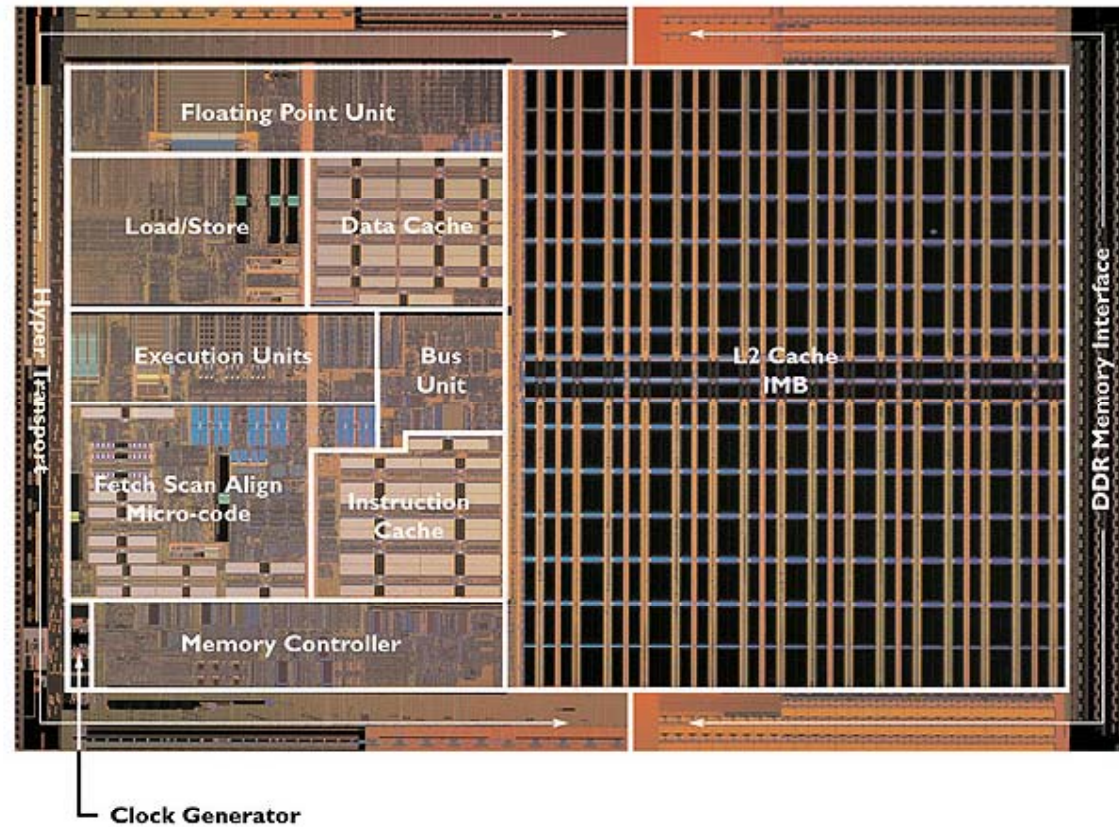 Floating Point Unit
Load/Store
Data Cache
Hyper Transport
Execution Units
Bus
Unit
L2 Cache
IMB
DDR Memory Interface
Fetch Scan Align
Micro-code
Instruction
Cache
Memory Controller
Clock Generator